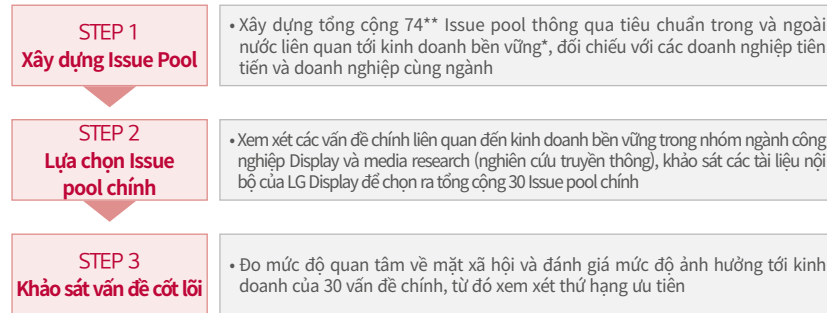 STEP 1
Xây dựng Issue Pool
• Xây dựng tổng cộng 74** Issue pool thông qua tiêu chuẩn trong và ngoài
nước liên quan tới kinh doanh bền vững*, đối chiếu với các doanh nghiệp tiên
tiến và doanh nghiệp cùng ngành
STEP 2
Lựa chọn Issue
pool chính
• Xem xét các vấn đề chính liên quan đến kinh doanh bền vững trong nhóm ngành công
nghiệp Display và media research (nghiên cứu truyền thông), khảo sát các tài liệu nội
bộ của LG Display để chọn ra tổng cộng 30 Issue pool chính
STEP 3
Khảo sát vấn đề cốt lõi
• Đo mức độ quan tâm về mặt xã hội và đánh giá mức độ ảnh hưởng tới kinh
doanh của 30 vấn đề chính, từ đó xem xét thứ hạng ưu tiên